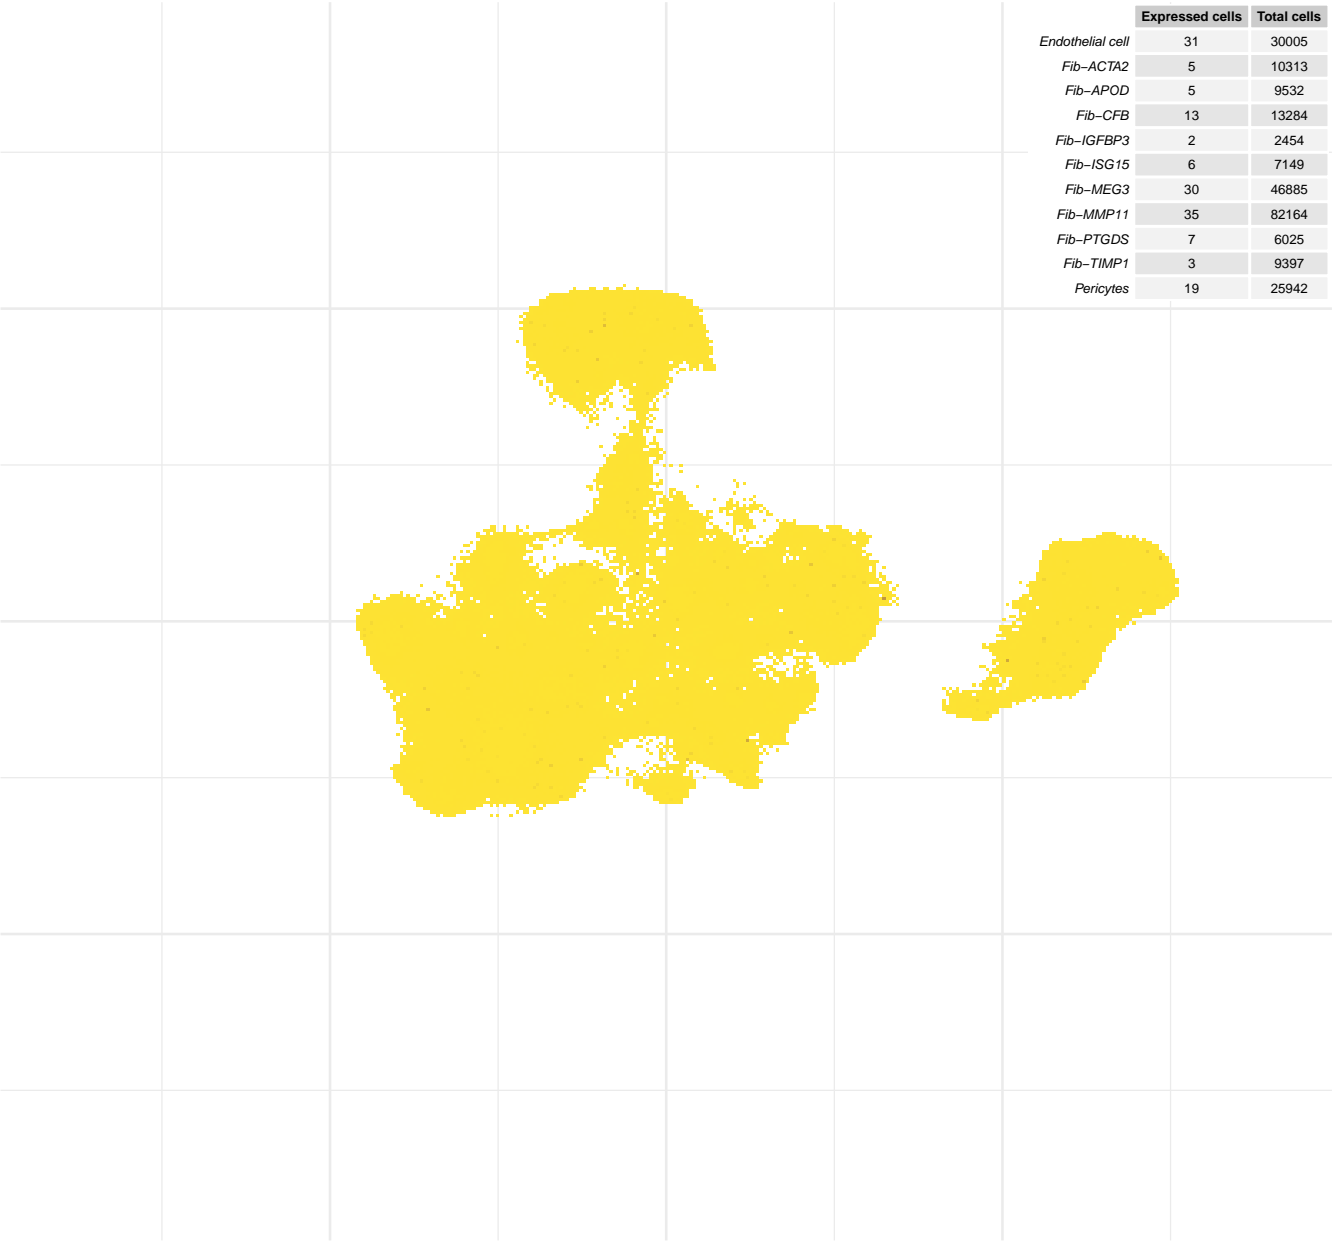 Expressed cells Total cells
Endothelial cell 31 30005
Fib−ACTA2 5 10313
Fib−APOD 5 9532
Fib−CFB 13 13284
Fib−IGFBP3 2 2454
Fib−ISG15 6 7149
Fib−MEG3 30 46885
Fib−MMP11 35 82164
Fib−PTGDS 7 6025
Fib−TIMP1 3 9397
Pericytes 19 25942